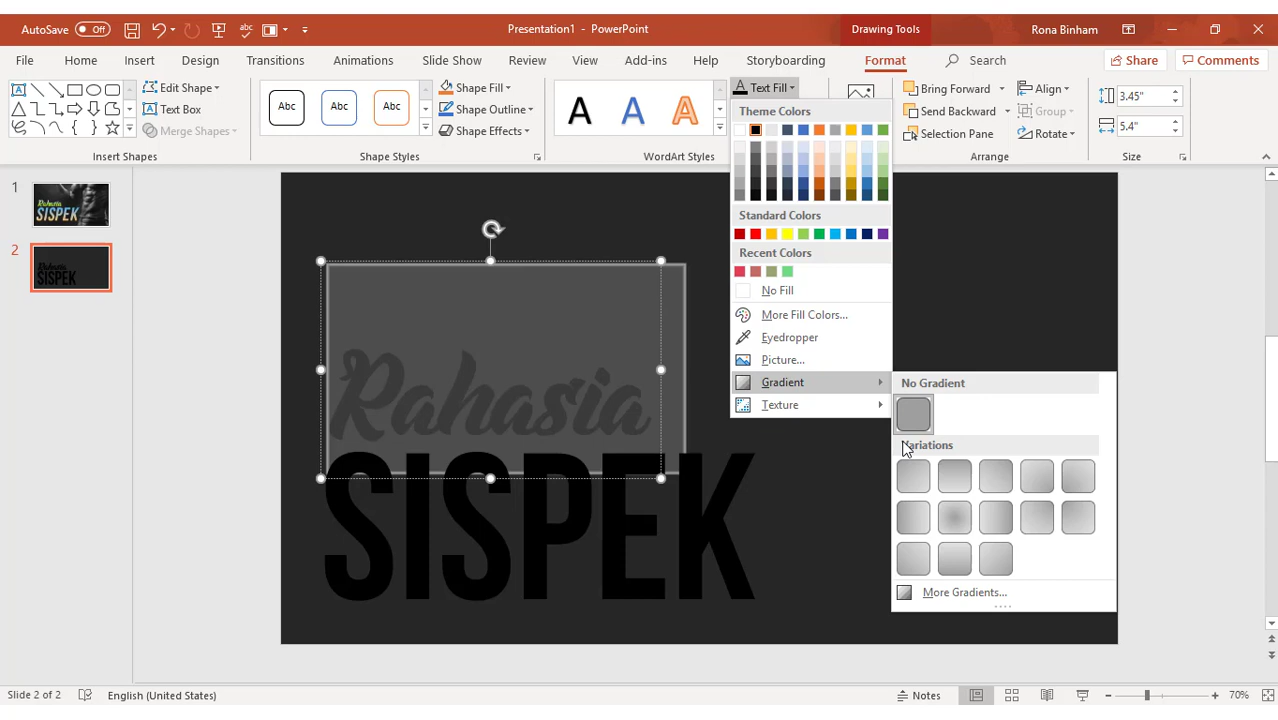 AutoSave Off abc Presentation1 - PowerPoint Drawing Tools Rona Binham
File Home Insert Design Transitions Animations Slide Show Review View Add-ins Help Storyboarding Format Search Share Comments
Edit Shape
Text Box
Merge Shapes
Insert Shapes
Abc Abc Abc
Shape Fill
Shape Outline
Shape Effects
Shape Styles
A A A
WordArt Styles
A Text Fill
Bring Forward
Send Backward
Selection Pane
Align
Group
Rotate
Arrange
3.45"
5.4"
Size
Theme Colors
Standard Colors
Recent Colors
No Fill
More Fill Colors...
Eyedropper
Picture...
Gradient
Texture
No Gradient
Variations
More Gradients...
1
Rahasia
SISPEK
2
Rahasia
SISPEK
Rahasia
SISPEK
Slide 2 of 2 English (United States) Notes 70%